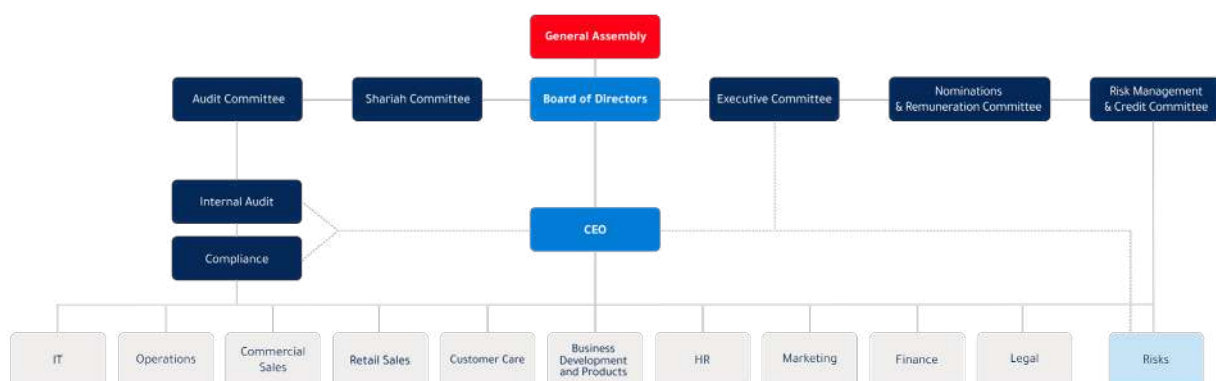 General Assembly
Audit Committee
Shariah Committee
Board of Directors
Executive Committee
Nominations
& Remuneration Committee
Risk Management
& Credit Committee
Internal Audit
CEO
Compliance
IT
Operations
Commercial
Sales
Retail Sales
Customer Care
Business
Development
and Products
HR
Marketing
Finance
Legal
Risks